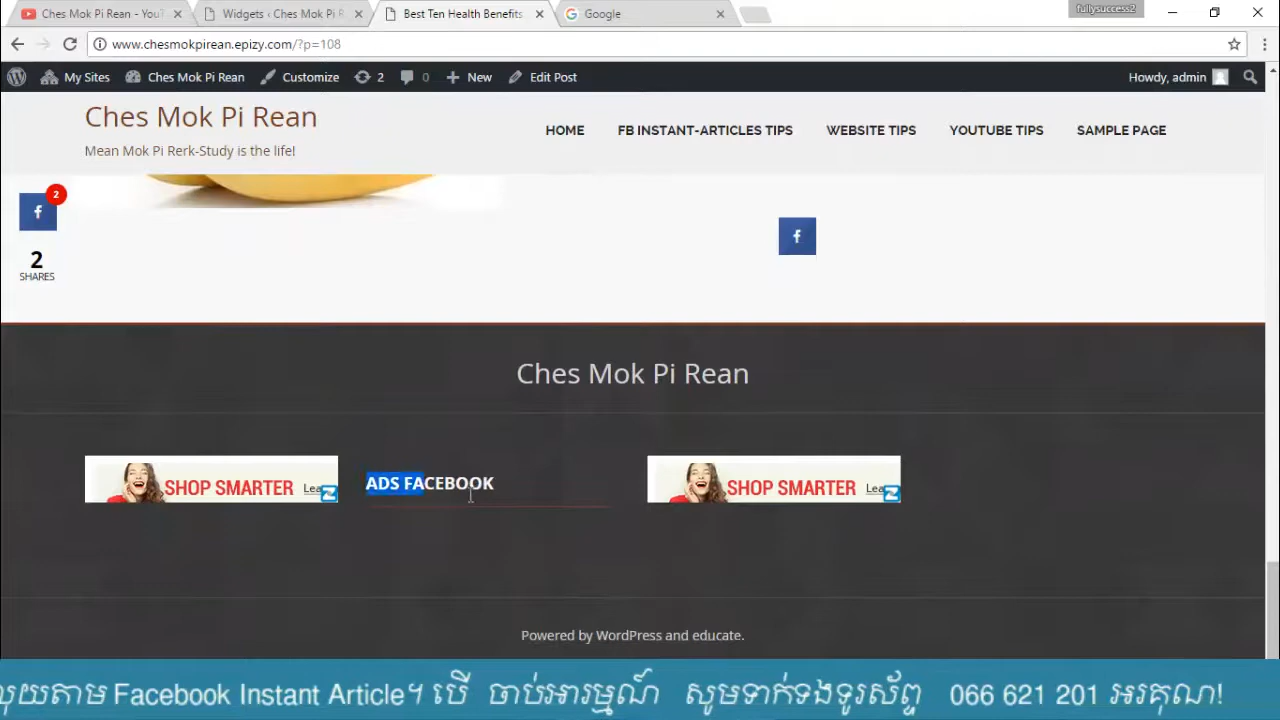 fullysuccess2
Ches Mok Pi Rean - You
Widgets ‹ Ches Mok Pi R
Best Ten Health Benefits
Google
www.chesmokpirean.epizy.com/?p=108
My Sites
Ches Mok Pi Rean
Customize
2
0
New
Edit Post
Howdy, admin
Ches Mok Pi Rean
Mean Mok Pi Rerk-Study is the life!
HOME
FB INSTANT-ARTICLES TIPS
WEBSITE TIPS
YOUTUBE TIPS
SAMPLE PAGE
2
2
SHARES
Ches Mok Pi Rean
SHOP SMARTER
ADS FACEBOOK
SHOP SMARTER
Powered by WordPress and educate.
លុយតាម Facebook Instant Article។ បើ ចាប់អារម្មណ៍ សូមទាក់ទងទូរស័ព្ទ 066 621 201 អរគុណ!